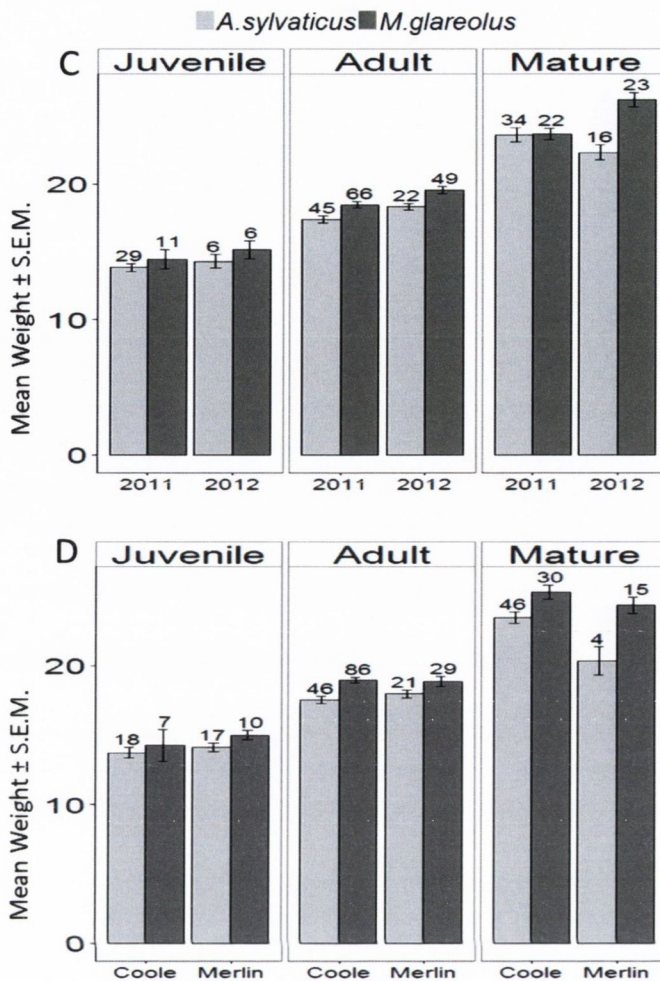 A.sylvaticus M.glareolus
C
Juvenile Adult Mature
Mean Weight ± S.E.M.
20
10
0
29 11 6 6
45 66 22 49
34 22 16 23
2011 2012 2011 2012 2011 2012
D
Juvenile Adult Mature
Mean Weight ± S.E.M.
20
10
0
18 7 17 10
46 86 21 29
46 30 4 15
Coole Merlin Coole Merlin Coole Merlin